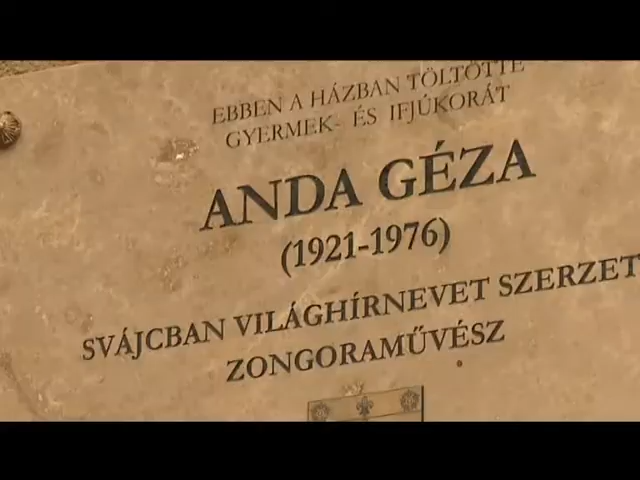 EBBEN A HÁZBAN TÖLTÖTTE
GYERMEK- ÉS IFJÚKORÁT
ANDA GÉZA
(1921-1976)
SVÁJCBAN VILÁGHÍRNEVET SZERZET
ZONGORAMŰVÉSZ